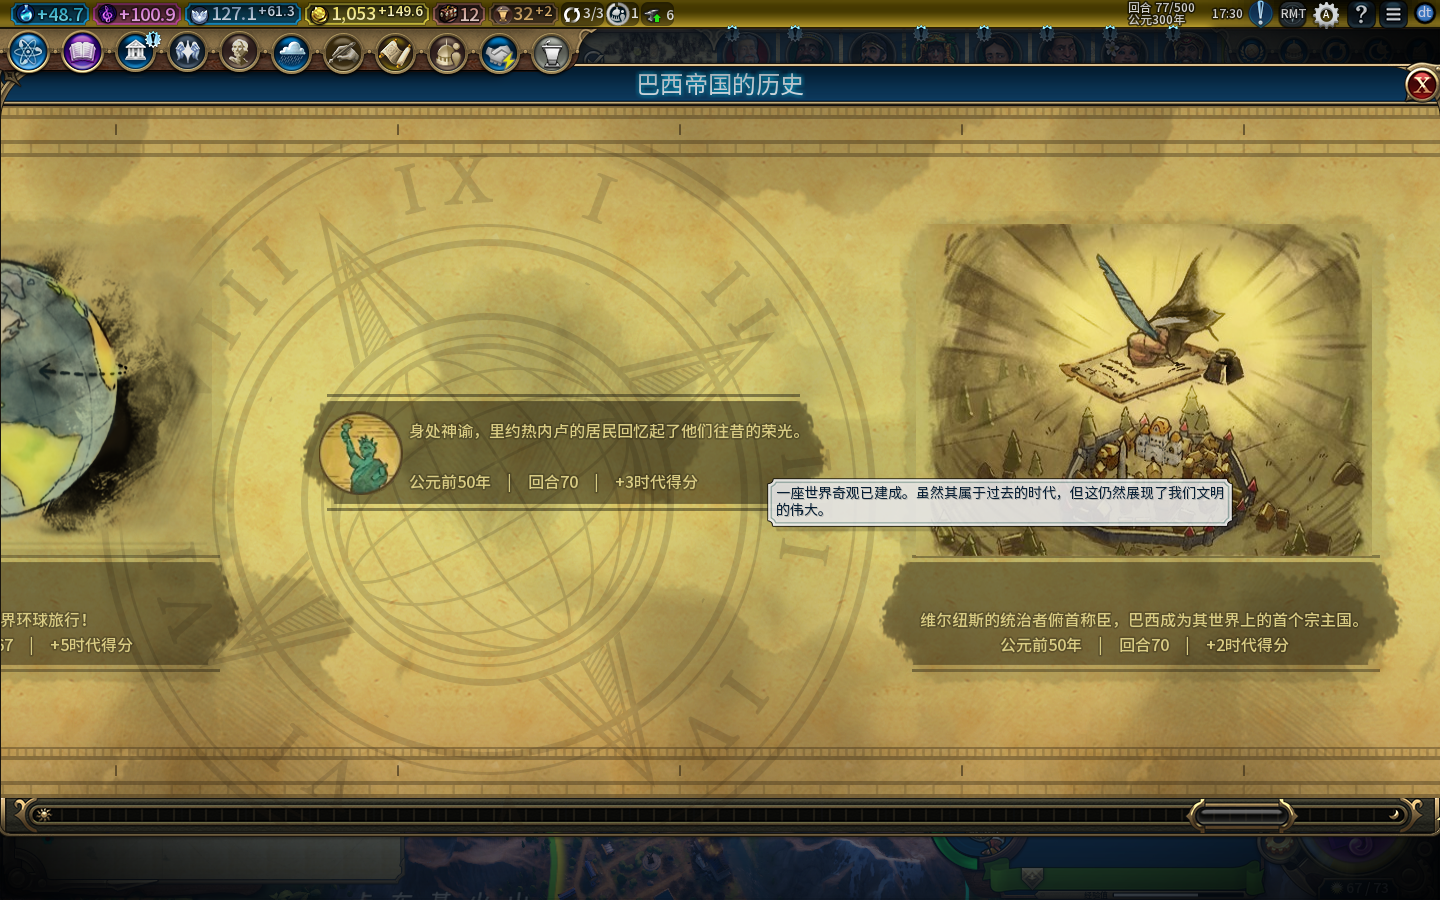 +48.7
+100.9
127.1 +61.3
1,053 +149.6
12
32 +2
3/3
1
6
回合 77/500
公元300年
17:30
RMT
A
?
dt
巴西帝国的历史
X
身处神谕，里约热内卢的居民回忆起了他们往昔的荣光。
公元前50年 | 回合70 | +3时代得分
一座世界奇观已建成。虽然其属于过去的时代，但这仍然展现了我们文明
的伟大。
界环球旅行！
67 | +5时代得分
维尔纽斯的统治者俯首称臣，巴西成为其世界上的首个宗主国。
公元前50年 | 回合70 | +2时代得分
67 / 73